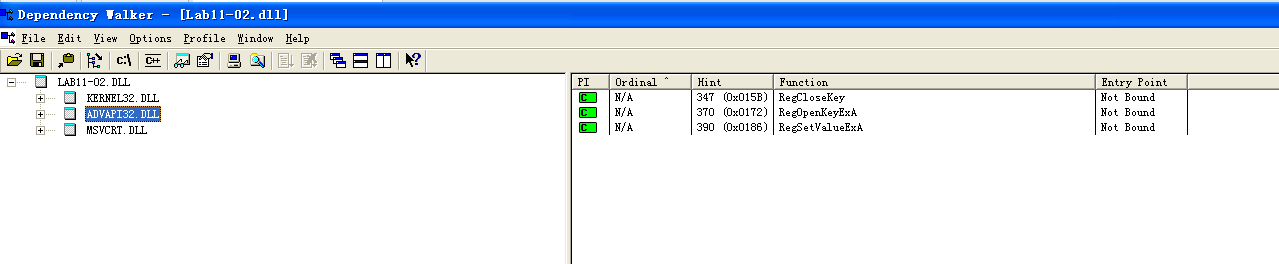 Dependency Walker - [Lab11-02.dll]
File Edit View Options Profile Window Help
C:\ C++
LAB11-02.DLL
KERNEL32.DLL
ADVAPI32.DLL
MSVCRT.DLL
PI Ordinal ^ Hint Function Entry Point
C N/A 347 (0x015B) RegCloseKey Not Bound
C N/A 370 (0x0172) RegOpenKeyExA Not Bound
C N/A 390 (0x0186) RegSetValueExA Not Bound